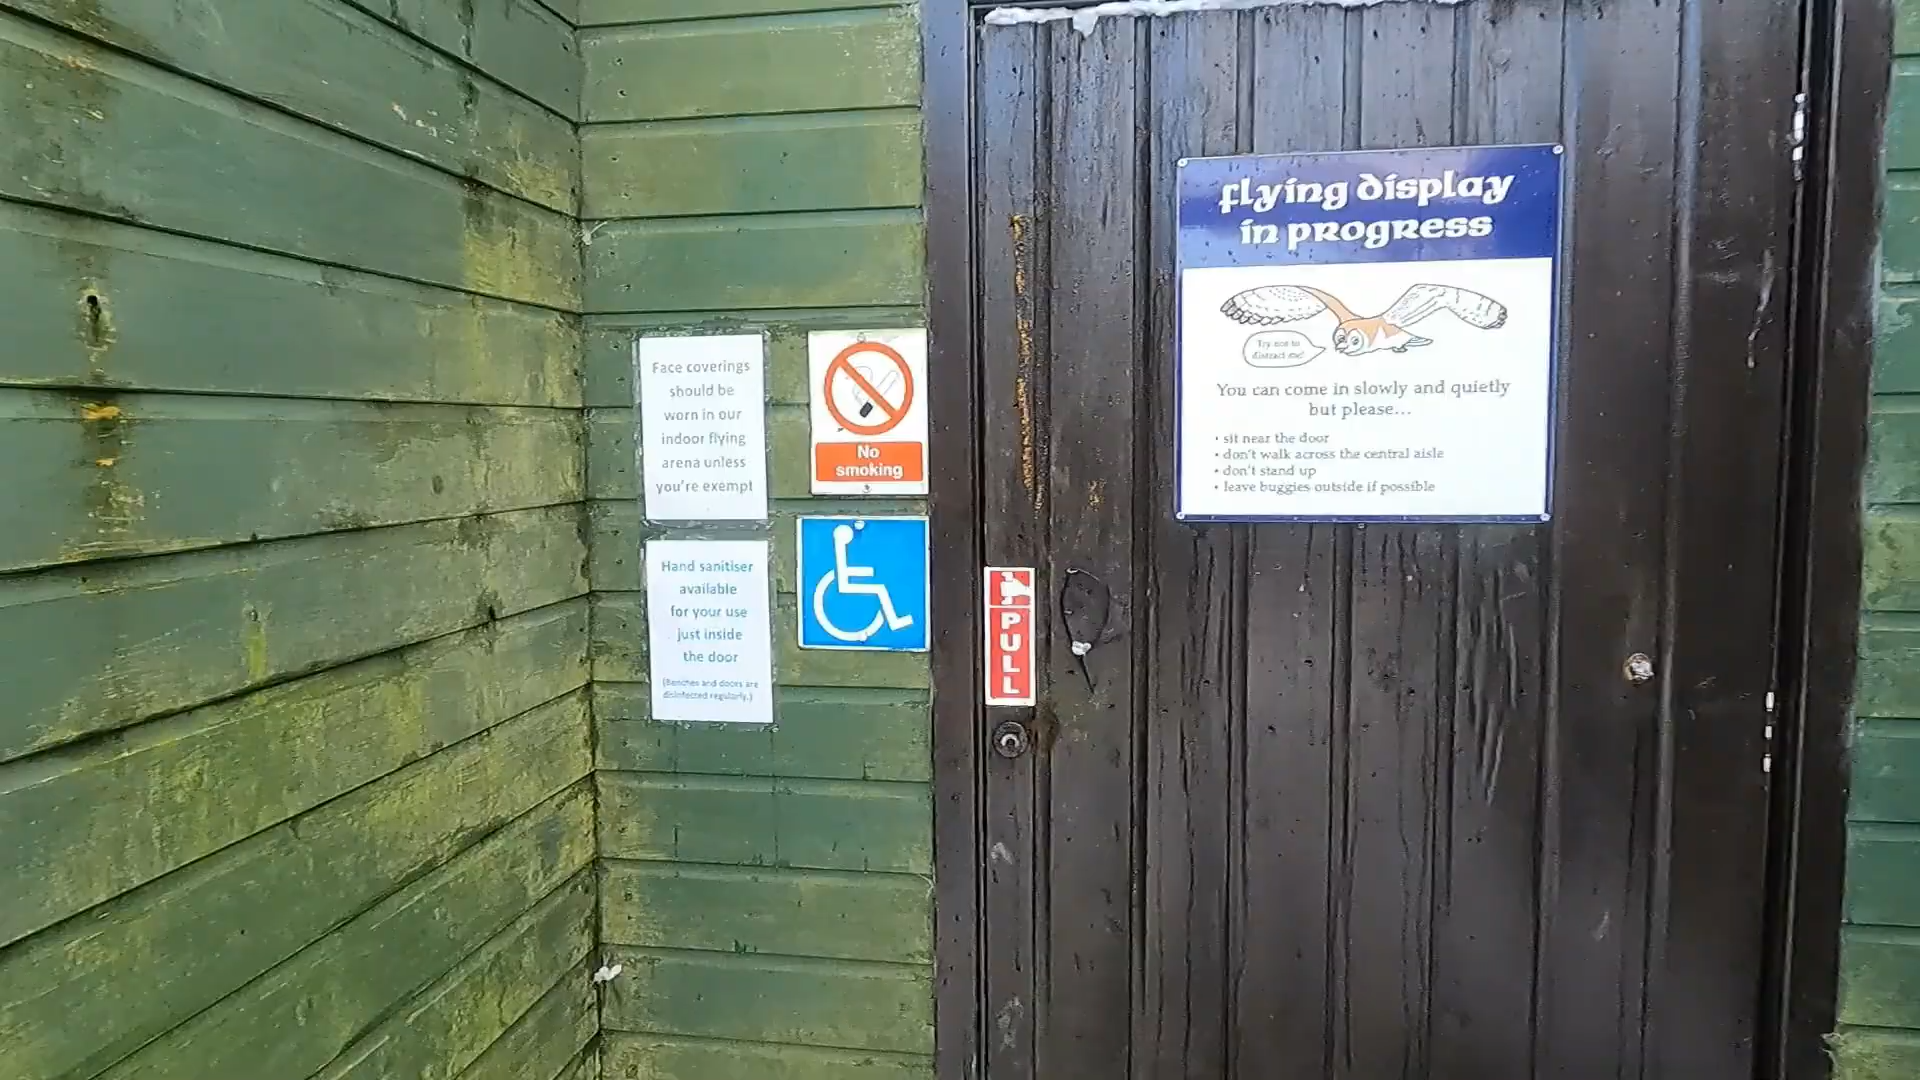 flying display
in progress
Try not to
distract me!
You can come in slowly and quietly
but please...
• sit near the door
• don't walk across the central aisle
• don't stand up
• leave buggies outside if possible
Face coverings
should be
worn in our
indoor flying
arena unless
you're exempt
No
smoking
Hand sanitiser
available
for your use
just inside
the door
(Benches and doors are
disinfected regularly.)
PULL